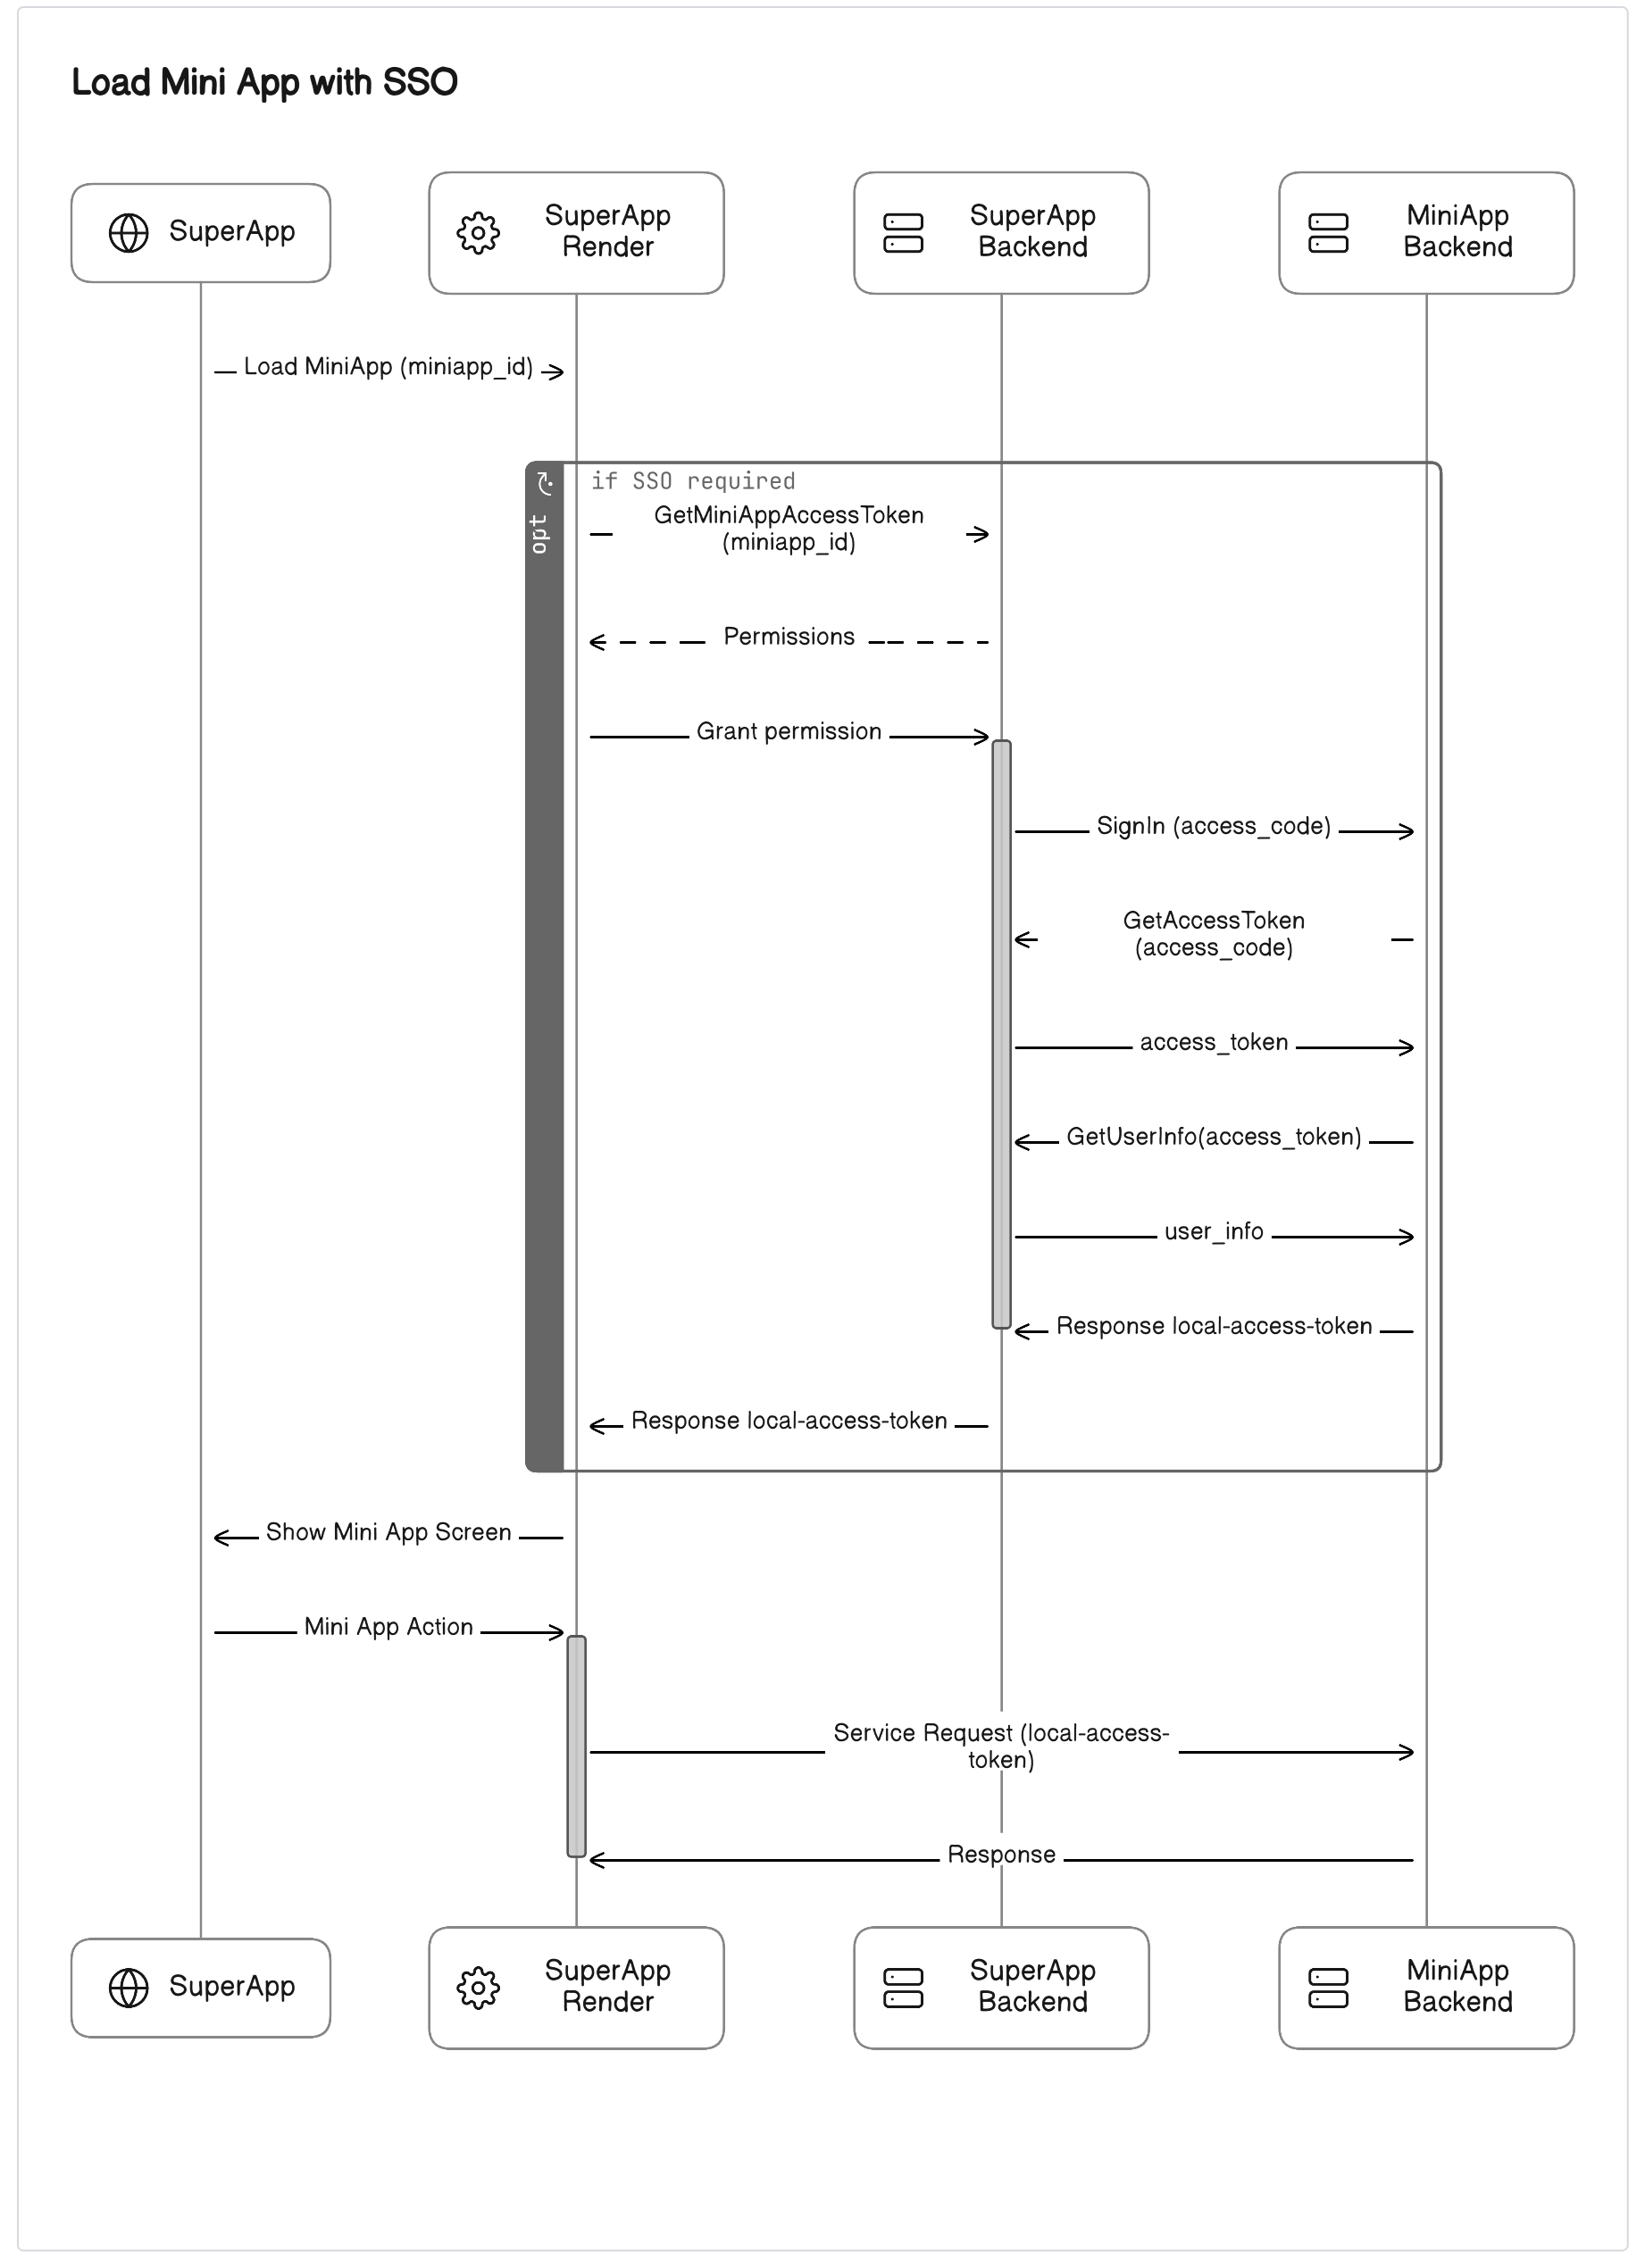 Load Mini App with SSO
SuperApp
SuperApp
Render
SuperApp
Backend
MiniApp
Backend
Load MiniApp (miniapp_id)
opt
if SSO required
GetMiniAppAccessToken
(miniapp_id)
Permissions
Grant permission
SignIn (access_code)
GetAccessToken
(access_code)
access_token
GetUserInfo(access_token)
user_info
Response local-access-token
Response local-access-token
Show Mini App Screen
Mini App Action
Service Request (local-access-
token)
Response
SuperApp
SuperApp
Render
SuperApp
Backend
MiniApp
Backend